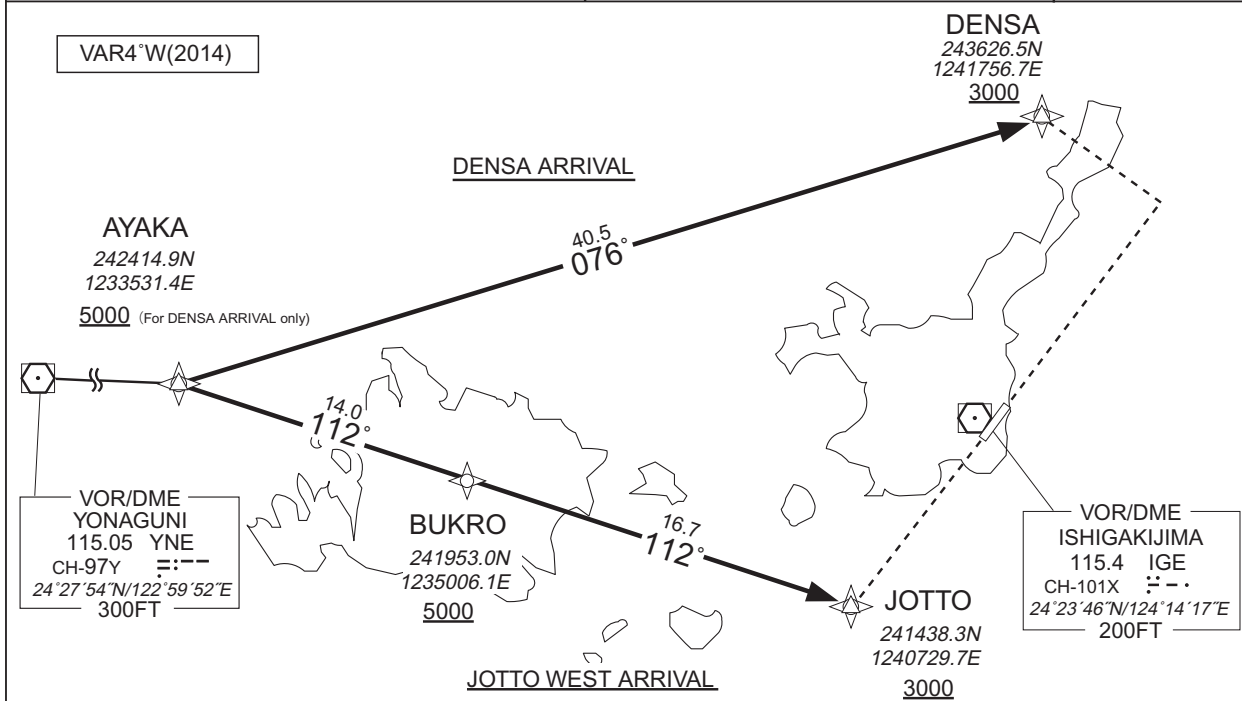 VAR4°W(2014)
DENSA
243626.5N
1241756.7E
3000
DENSA ARRIVAL
AYAKA
242414.9N
1233531.4E
5000 (For DENSA ARRIVAL only)
40.5
076°
14.0
112°
VOR/DME
YONAGUNI
115.05 YNE
CH-97Y
24°27´54˝N/122°59´52˝E
300FT
BUKRO
241953.0N
1235006.1E
5000
16.7
112°
JOTTO
241438.3N
1240729.7E
3000
VOR/DME
ISHIGAKIJIMA
115.4 IGE
CH-101X
24°23´46˝N/124°14´17˝E
200FT
JOTTO WEST ARRIVAL